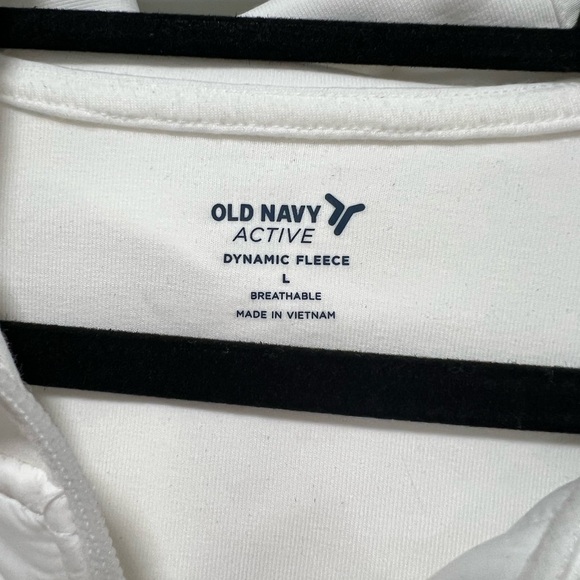 OLD NAVY
ACTIVE
DYNAMIC FLEECE
L
BREATHABLE
MADE IN VIETNAM